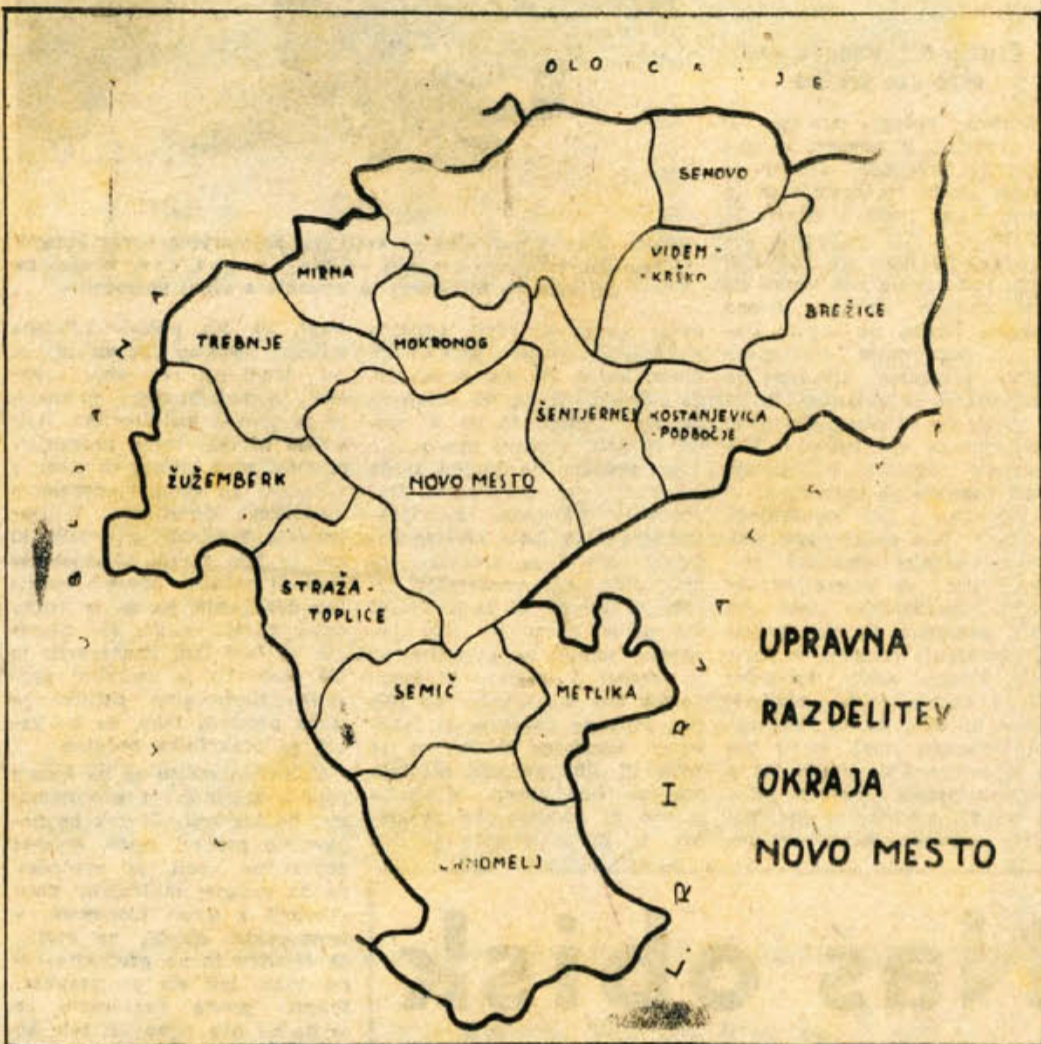 SENOVO
VIDEM -
- KRŠKO
BREŽICE
MIRNA
TREBNJE
MOKRONOG
ŠENTJERNEJ
KOSTANJEVICA
- PODBOČJE
ŽUŽEMBERK
NOVO MESTO
STRAŽA -
TOPLICE
SEMIČ
METLIKA
RNOMELJ
UPRAVNA
RAZDELITEV
OKRAJA
NOVO MESTO